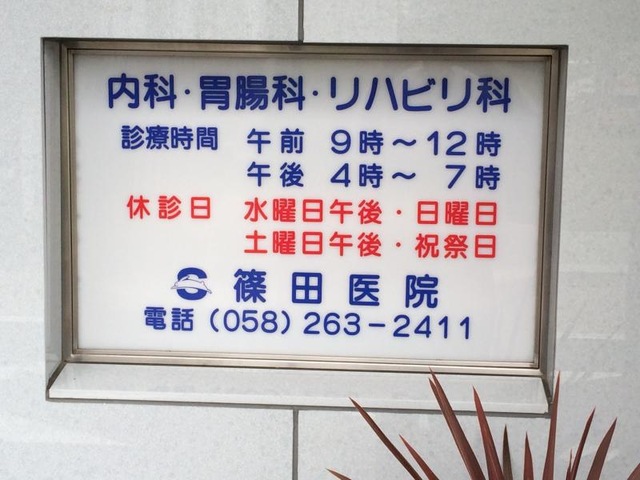 内科・胃腸科・リハビリ科
診療時間 午前 9時～12時
午後 4時～ 7時
休診日 水曜日午後・日曜日
土曜日午後・祝祭日
篠田医院
電話（058）263－2411